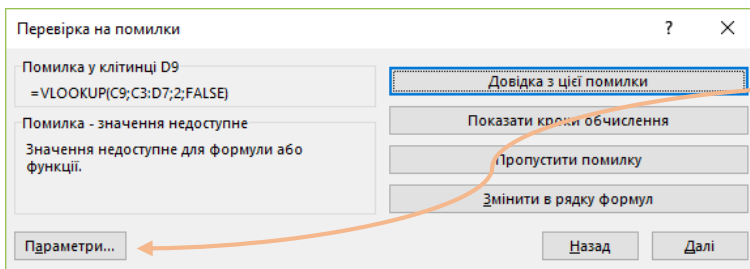 Перевірка на помилки
Помилка у клітинці D9
=VLOOKUP(C9;C3:D7;2;FALSE)
Помилка - значення недоступне
Значення недоступне для формули або
функції.
Довідка з цієї помилки
Показати кроки обчислення
Пропустити помилку
Змінити в рядку формул
Параметри...
Назад
Далі